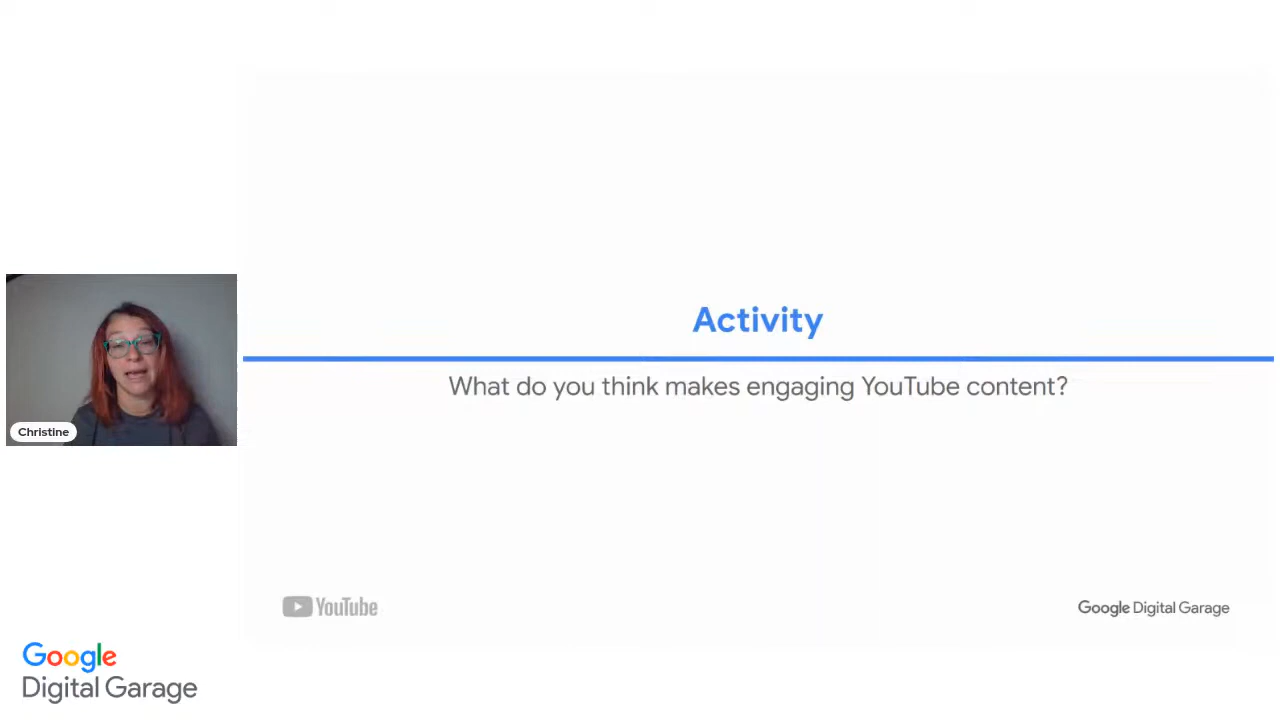 Activity
What do you think makes engaging YouTube content?
Christine
YouTube
Google Digital Garage
Google
Digital Garage